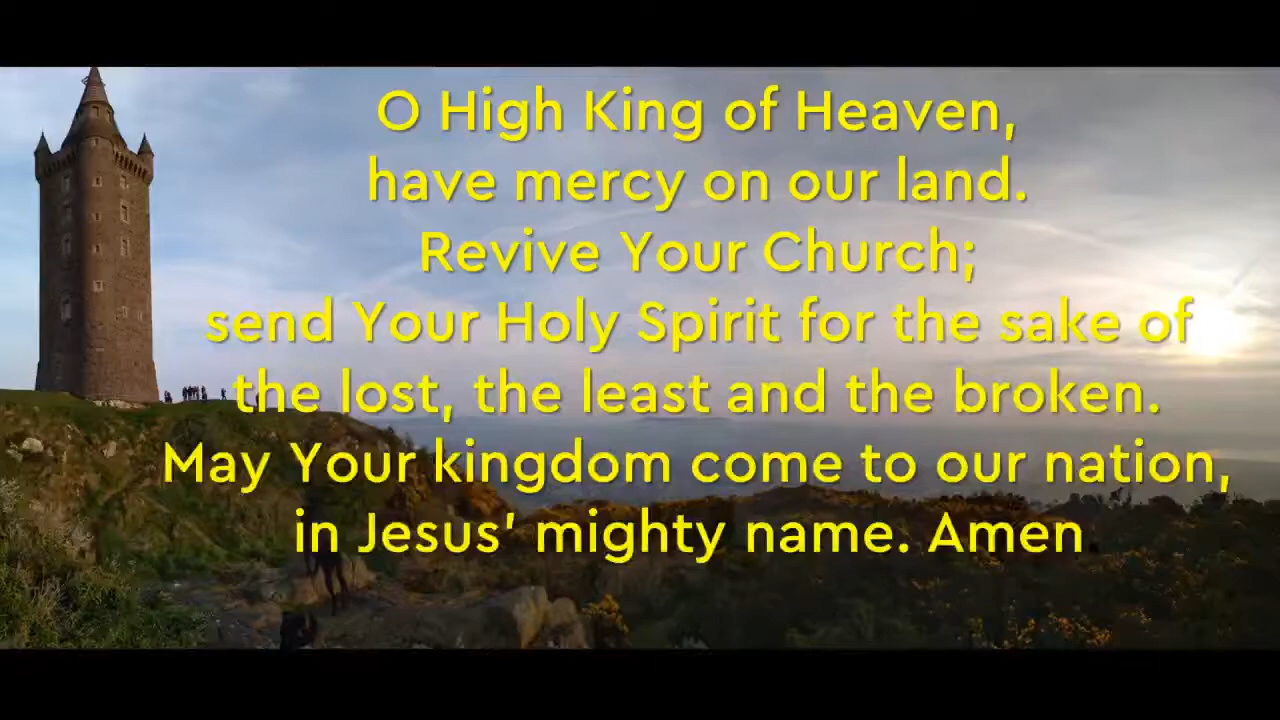 O High King of Heaven,
have mercy on our land.
Revive Your Church;
send Your Holy Spirit for the sake of
the lost, the least and the broken.
May Your kingdom come to our nation,
in Jesus’ mighty name. Amen